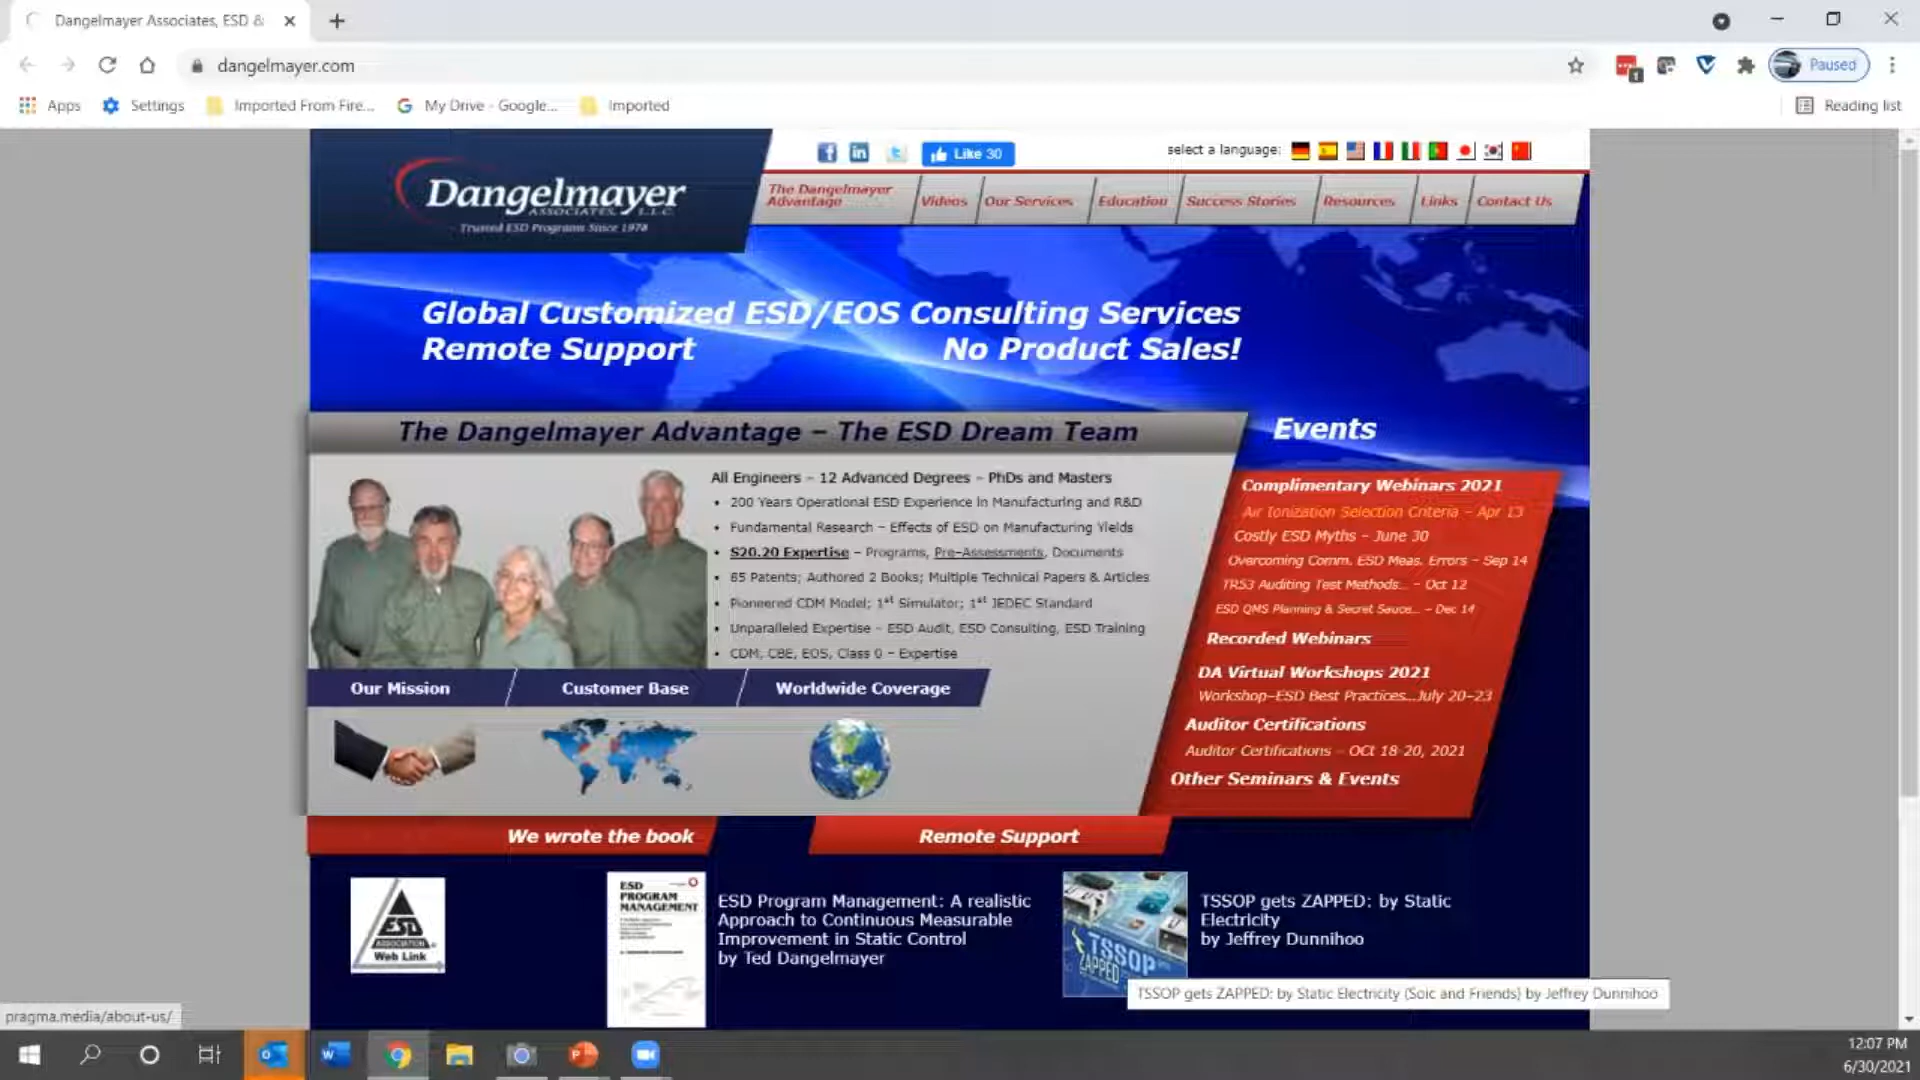 Dangelmayer Associates, ESD &
dangelmayer.com
Paused
Apps
Settings
Imported From Fire...
My Drive - Google...
Imported
Reading list
Dangelmayer
ASSOCIATES, L.L.C.
Trusted ESD Programs Since 1978
Like 30
select a language:
The Dangelmayer
Advantage
Videos
Our Services
Education
Success Stories
Resources
Links
Contact Us
Global Customized ESD/EOS Consulting Services
Remote Support No Product Sales!
The Dangelmayer Advantage – The ESD Dream Team
All Engineers – 12 Advanced Degrees – PhDs and Masters
• 200 Years Operational ESD Experience in Manufacturing and R&D
• Fundamental Research – Effects of ESD on Manufacturing Yields
• S20.20 Expertise – Programs, Pre-Assessments, Documents
• 65 Patents; Authored 2 Books; Multiple Technical Papers & Articles
• Pioneered CDM Model; 1st Simulator; 1st JEDEC Standard
• Unparalleled Expertise – ESD Audit, ESD Consulting, ESD Training
• CDM, CBE, EOS, Class 0 – Expertise
Our Mission
Customer Base
Worldwide Coverage
Events
Complimentary Webinars 2021
Air Ionization Selection Criteria – Apr 13
Costly ESD Myths – June 30
Overcoming Comm. ESD Meas. Errors – Sep 14
TR53 Auditing Test Methods... – Oct 12
ESD QMS Planning & Secret Sauce... – Dec 14
Recorded Webinars
DA Virtual Workshops 2021
Workshop–ESD Best Practices...July 20–23
Auditor Certifications
Auditor Certifications – OCT 18-20, 2021
Other Seminars & Events
We wrote the book
Remote Support
ESD
ASSOCIATION
Web Link
ESD
PROGRAM
MANAGEMENT
ESD Program Management: A realistic
Approach to Continuous Measurable
Improvement in Static Control
by Ted Dangelmayer
TSSOP
ZAPPED
TSSOP gets ZAPPED: by Static
Electricity
by Jeffrey Dunnihoo
TSSOP gets ZAPPED: by Static Electricity (Soic and Friends) by Jeffrey Dunnihoo
pragma.media/about-us/
12:07 PM
6/30/2021